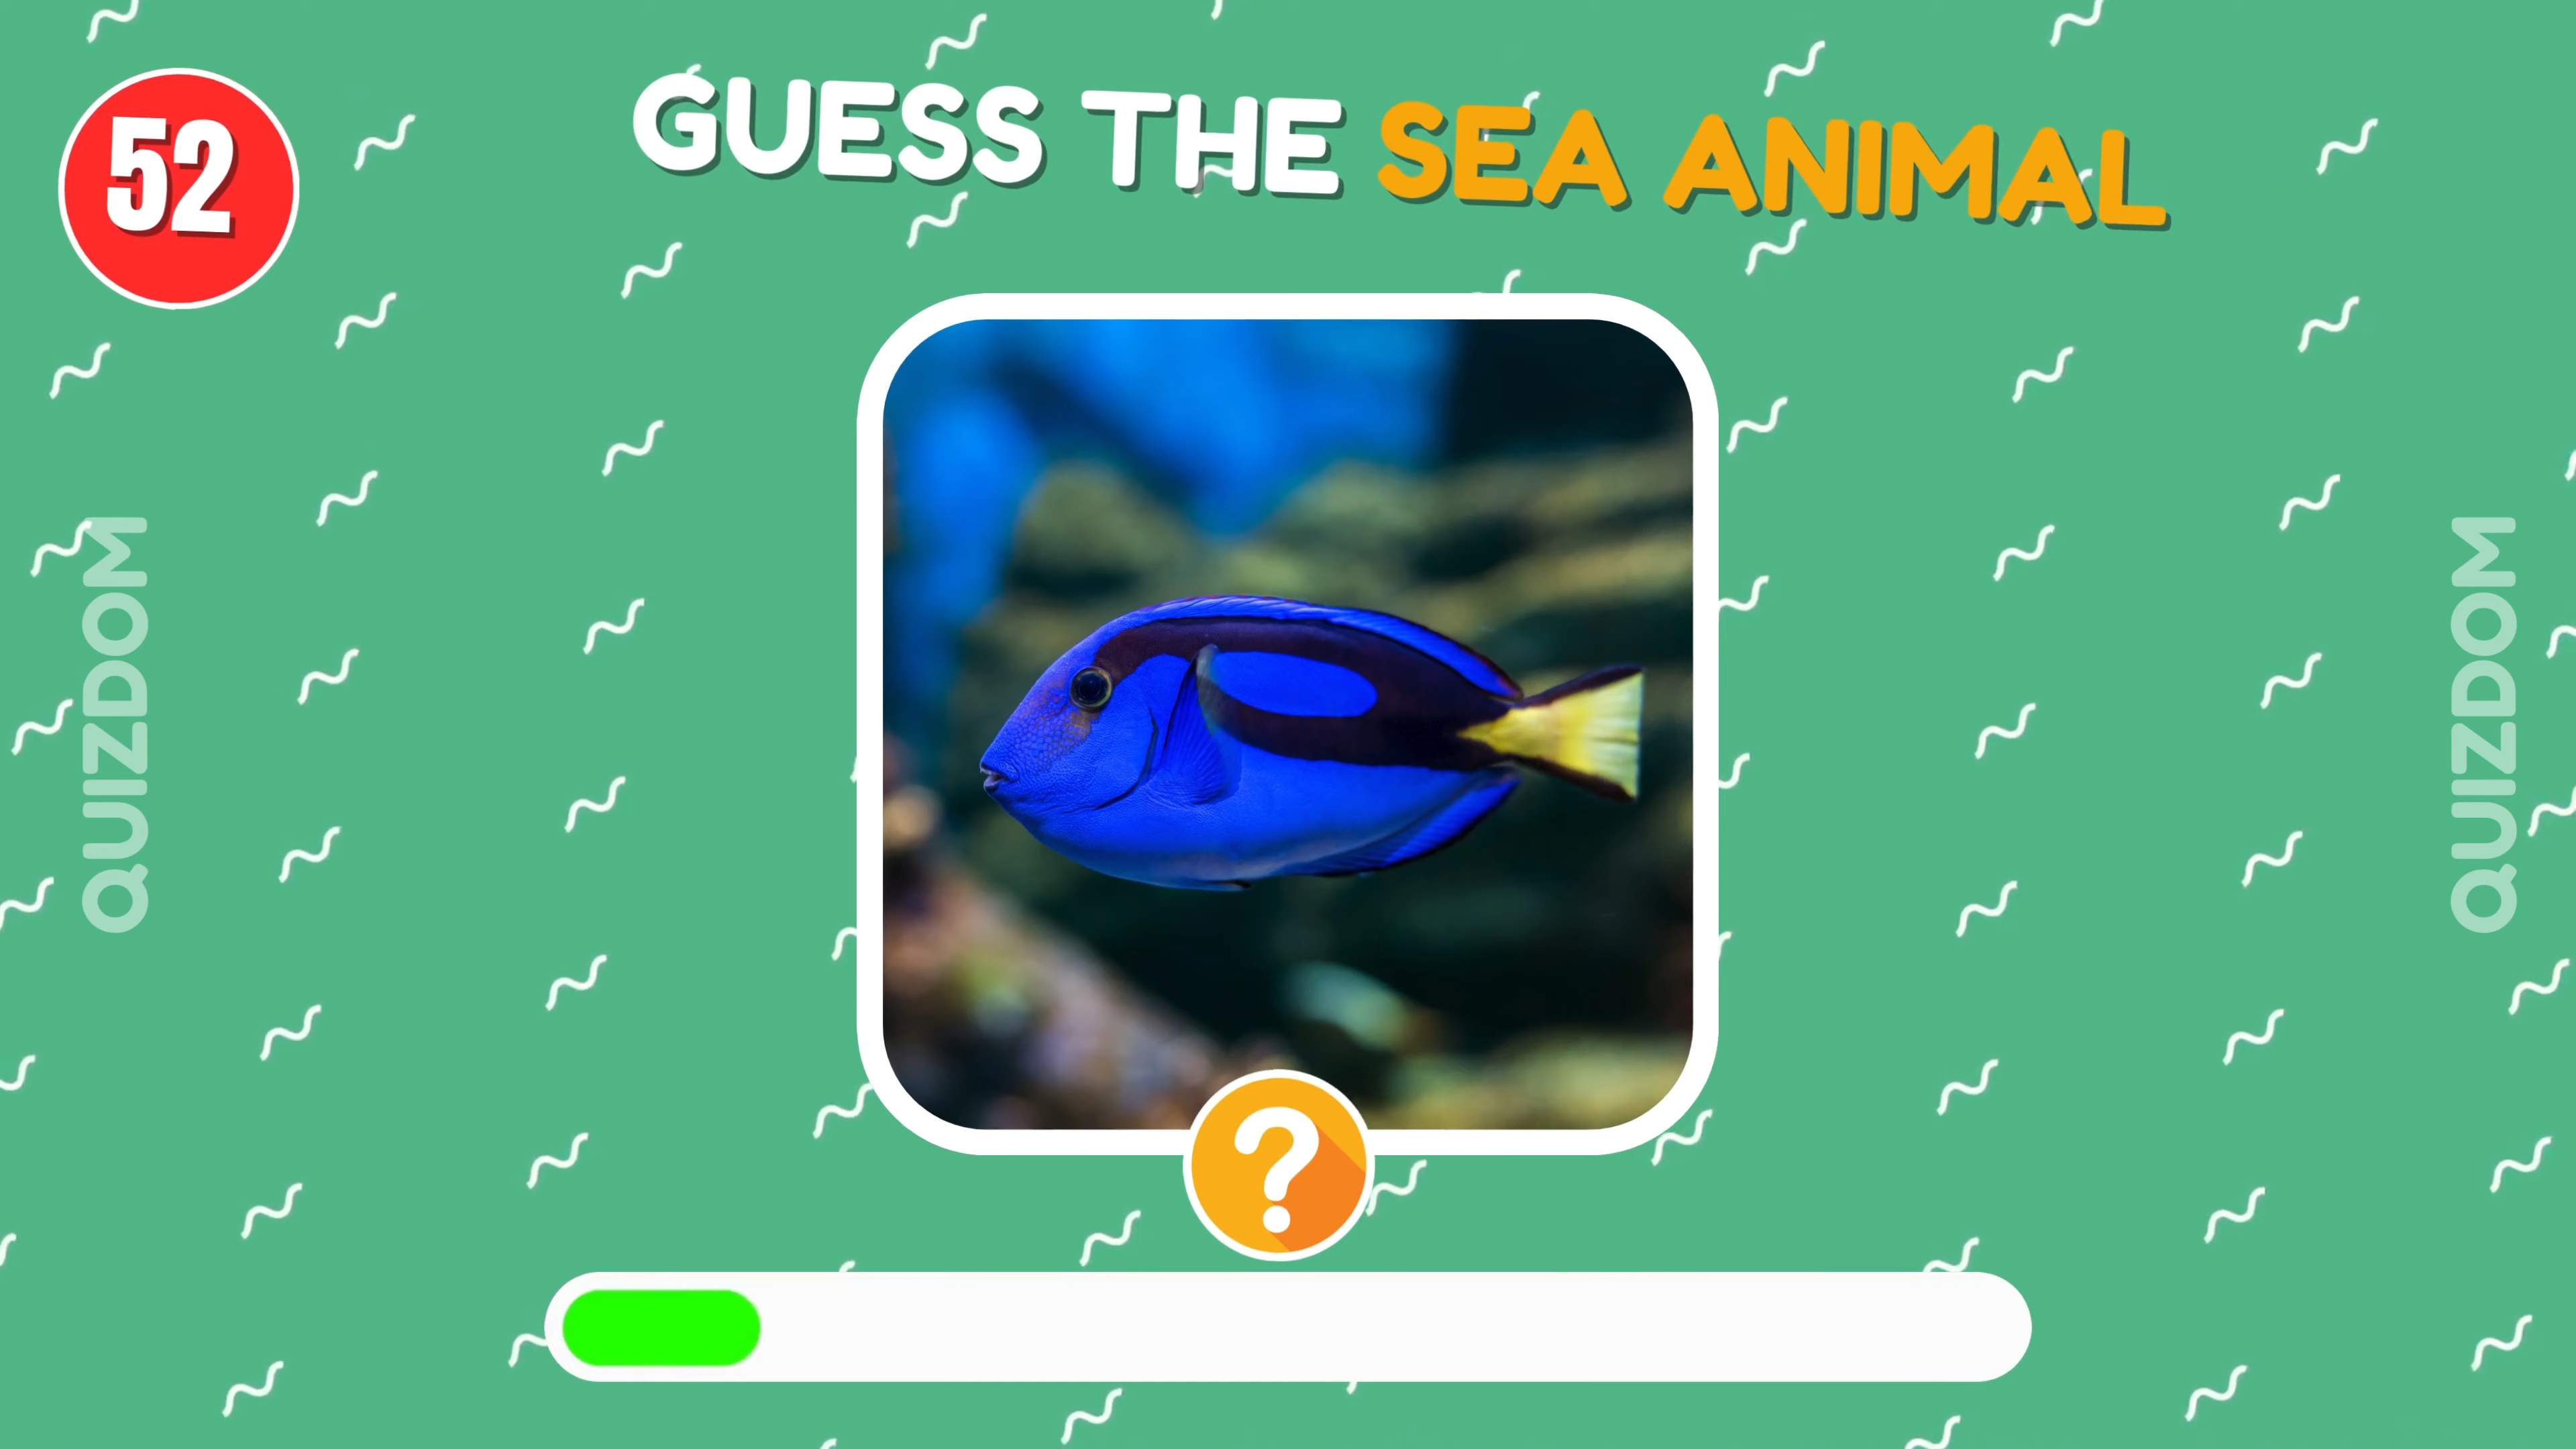 52
GUESS THE SEA ANIMAL
QUIZDOM
QUIZDOM
?